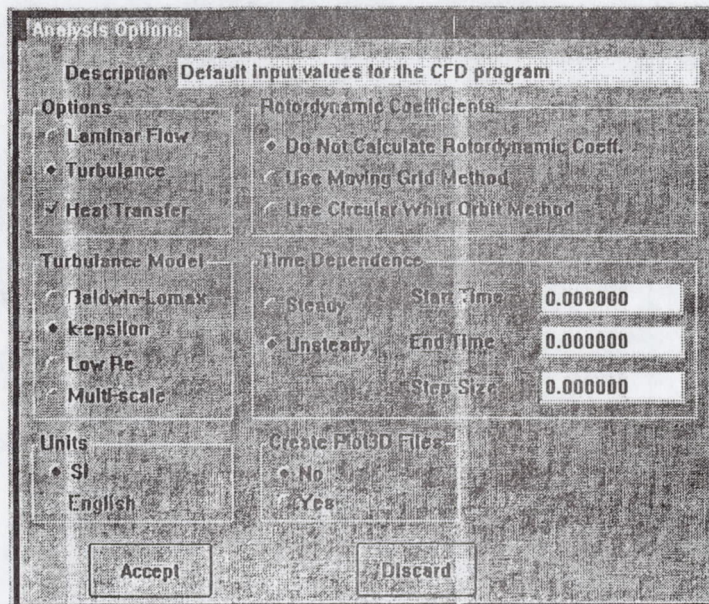 Analysis Options
Description Default input values for the CFD program
Options
Laminar Flow
Turbulance
Heat Transfer
Rotordynamic Coefficients
Do Not Calculate Rotordynamic Coeff.
Use Moving Grid Method
Use Circular Whirl Orbit Method
Turbulance Model
Baldwin-Lomax
k-epsilon
Low Re
Multi-scale
Time Dependence
Steady
Unsteady
Start Time 0.000000
End Time 0.000000
Step Size 0.000000
Units
SI
English
Create Plot3D Files
No
Yes
Accept
Discard